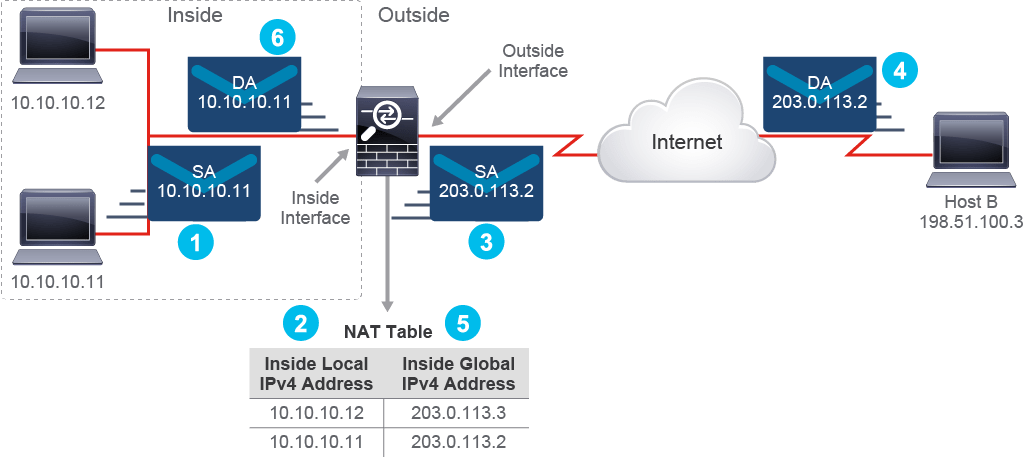 Inside
Outside
6
4
Outside
Interface
DA
10.10.10.11
DA
203.0.113.2
10.10.10.12
Internet
SA
10.10.10.11
SA
203.0.113.2
Inside
Interface
Host B
198.51.100.3
1
3
10.10.10.11
2
NAT Table
5
Inside Local
IPv4 Address
Inside Global
IPv4 Address
10.10.10.12
203.0.113.3
10.10.10.11
203.0.113.2